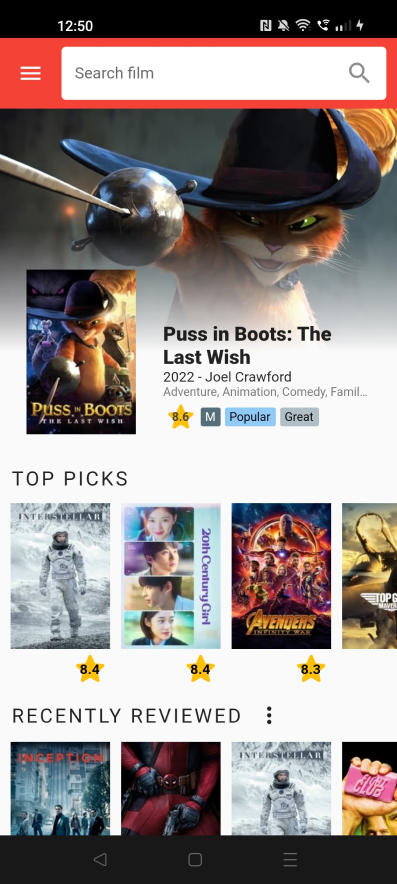 12:50
Search film
Puss in Boots: The
Last Wish
2022 - Joel Crawford
Adventure, Animation, Comedy, Famil...
8.6 M Popular Great
PUSS IN BOOTS
THE LAST WISH
TOP PICKS
INTERSTELLAR
20th Century Girl
AVENGERS
INFINITY WAR
TOP G
MAVER
8.4
8.4
8.3
RECENTLY REVIEWED
INCEPTION
INTERSTELLAR
FIGHT
CLUB